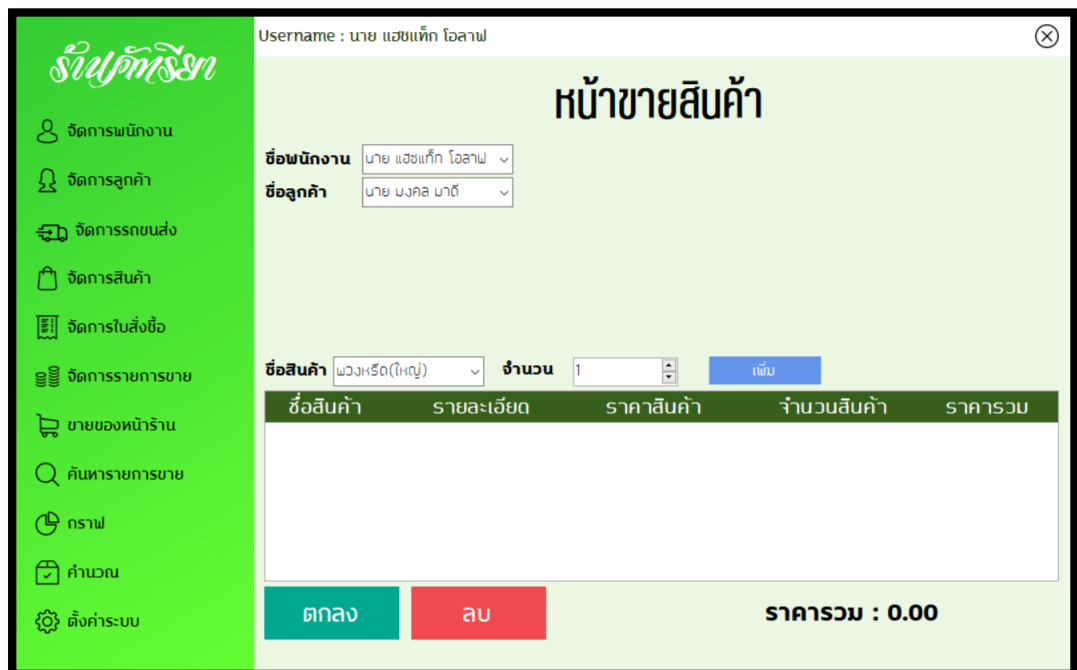 Username : นาย แฮชแท็ก โอลาฟ
ร้านภัทรียา
จัดการพนักงาน
จัดการลูกค้า
จัดการรถขนส่ง
จัดการสินค้า
จัดการใบสั่งซื้อ
จัดการรายการขาย
ขายของหน้าร้าน
ค้นหารายการขาย
กราฟ
คำนวณ
ตั้งค่าระบบ
หน้าขายสินค้า
ชื่อพนักงาน นาย แฮชแท็ก โอลาฟ
ชื่อลูกค้า นาย มงคล มาดี
ชื่อสินค้า พวงหรีด(ใหญ่) จำนวน 1 เพิ่ม
ชื่อสินค้า รายละเอียด ราคาสินค้า จำนวนสินค้า ราคารวม
ตกลง ลบ ราคารวม : 0.00